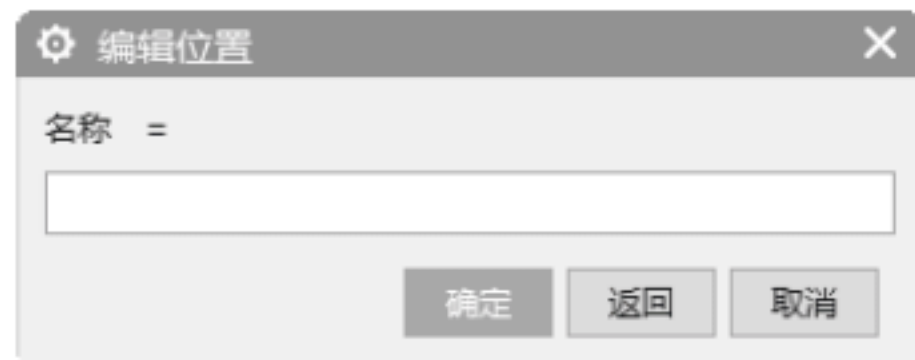 编辑位置
名称 =
确定 返回 取消